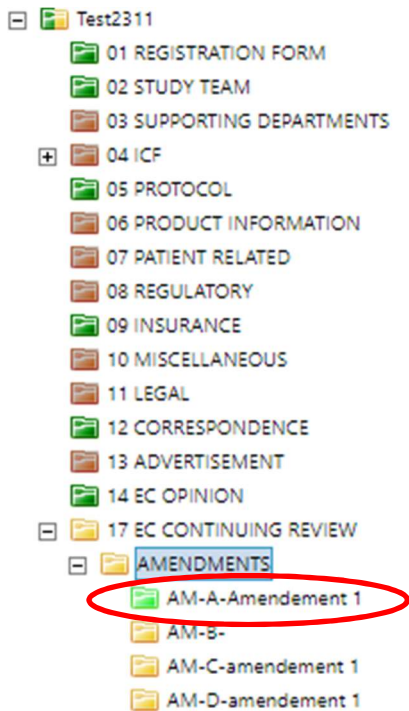 Test2311
01 REGISTRATION FORM
02 STUDY TEAM
03 SUPPORTING DEPARTMENTS
04 ICF
05 PROTOCOL
06 PRODUCT INFORMATION
07 PATIENT RELATED
08 REGULATORY
09 INSURANCE
10 MISCELLANEOUS
11 LEGAL
12 CORRESPONDENCE
13 ADVERTISEMENT
14 EC OPINION
17 EC CONTINUING REVIEW
AMENDMENTS
AM-A-Amendement 1
AM-B-
AM-C-amendement 1
AM-D-amendement 1